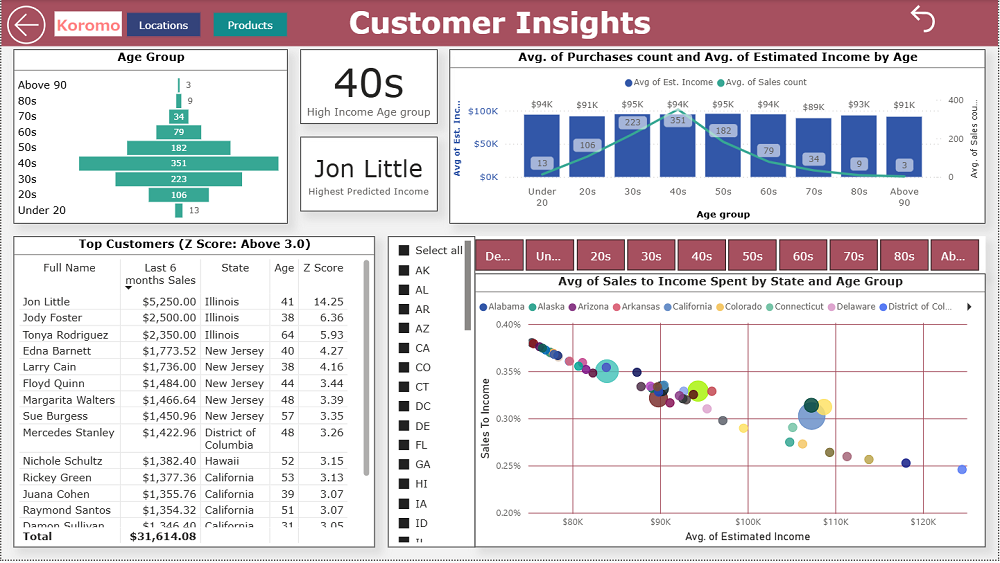 Koromo
Locations
Products
Customer Insights
Age Group
Above 90
3
80s
9
70s
34
60s
79
50s
182
40s
351
30s
223
20s
106
Under 20
13
40s
High Income Age group
Jon Little
Highest Predicted Income
Avg. of Purchases count and Avg. of Estimated Income by Age
Avg of Est. Income
Avg. of Sales count
Avg of Est. Inc...
$100K
$50K
$0K
$94K $91K $95K $94K $95K $94K $89K $93K $91K
13 106 223 351 182 79 34 9 3
400
200
0
Avg. of Sales cou...
Under 20
20s
30s
40s
50s
60s
70s
80s
Above 90
Age group
Top Customers (Z Score: Above 3.0)
Full Name Last 6 months Sales State Age Z Score
Jon Little $5,250.00 Illinois 41 14.25
Jody Foster $2,500.00 Illinois 38 6.36
Tonya Rodriguez $2,350.00 Illinois 64 5.93
Edna Barnett $1,773.52 New Jersey 40 4.27
Larry Cain $1,736.00 New Jersey 38 4.16
Floyd Quinn $1,484.00 New Jersey 44 3.44
Margarita Walters $1,466.64 New Jersey 48 3.39
Sue Burgess $1,450.96 New Jersey 57 3.35
Mercedes Stanley $1,422.96 District of Columbia 48 3.26
Nichole Schultz $1,382.40 Hawaii 52 3.15
Rickey Green $1,377.36 California 53 3.13
Juana Cohen $1,355.76 California 39 3.07
Raymond Santos $1,354.32 California 51 3.07
Damon Sullivan $1,346.40 California 31 3.05
Total $31,614.08
Select all
AK
AL
AR
AZ
CA
CO
CT
DC
DE
FL
GA
HI
IA
ID
De... Un... 20s 30s 40s 50s 60s 70s 80s Ab...
Avg of Sales to Income Spent by State and Age Group
Alabama Alaska Arizona Arkansas California Colorado Connecticut Delaware District of Col...
Sales To Income
0.40%
0.35%
0.30%
0.25%
0.20%
$80K $90K $100K $110K $120K
Avg. of Estimated Income